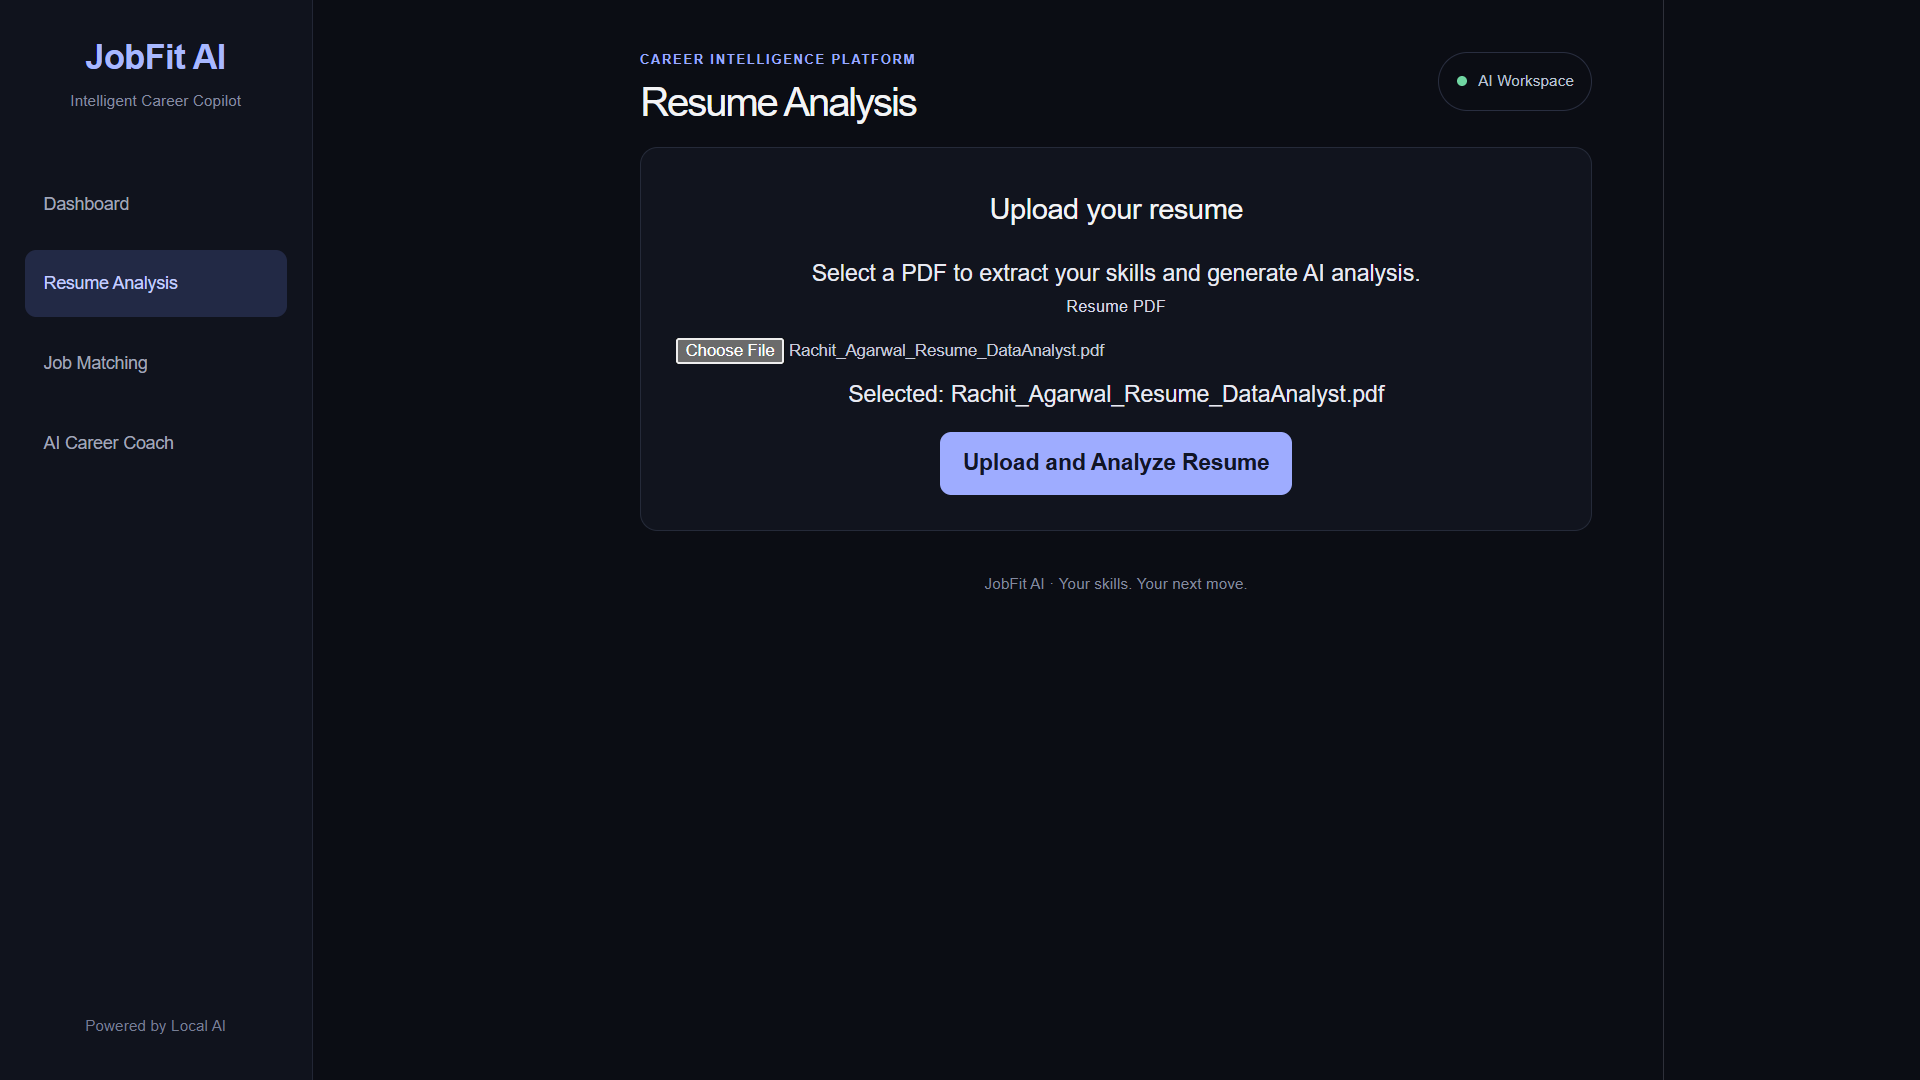 JobFit AI
Intelligent Career Copilot
Dashboard
Resume Analysis
Job Matching
AI Career Coach
Powered by Local AI
CAREER INTELLIGENCE PLATFORM
Resume Analysis
AI Workspace
Upload your resume
Select a PDF to extract your skills and generate AI analysis.
Resume PDF
Choose File Rachit_Agarwal_Resume_DataAnalyst.pdf
Selected: Rachit_Agarwal_Resume_DataAnalyst.pdf
Upload and Analyze Resume
JobFit AI · Your skills. Your next move.